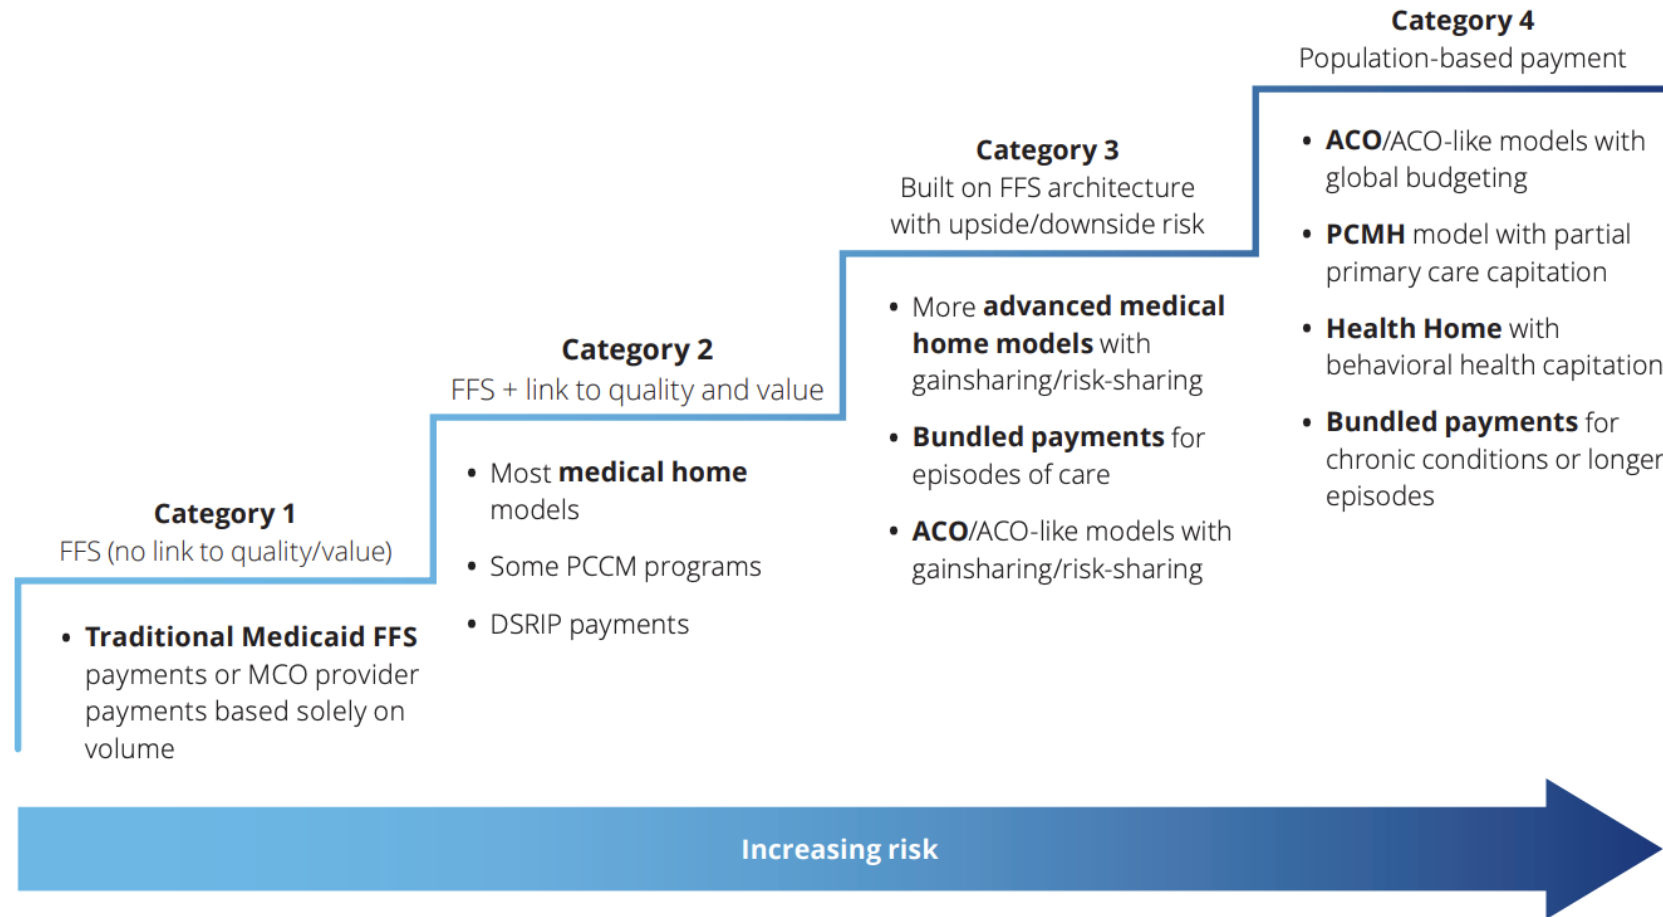 Category 1
FFS (no link to quality/value)
• Traditional Medicaid FFS
payments or MCO provider
payments based solely on
volume
Category 2
FFS + link to quality and value
• Most medical home
models
• Some PCCM programs
• DSRIP payments
Category 3
Built on FFS architecture
with upside/downside risk
• More advanced medical
home models with
gainsharing/risk-sharing
• Bundled payments for
episodes of care
• ACO/ACO-like models with
gainsharing/risk-sharing
Category 4
Population-based payment
• ACO/ACO-like models with
global budgeting
• PCMH model with partial
primary care capitation
• Health Home with
behavioral health capitation
• Bundled payments for
chronic conditions or longer
episodes
Increasing risk